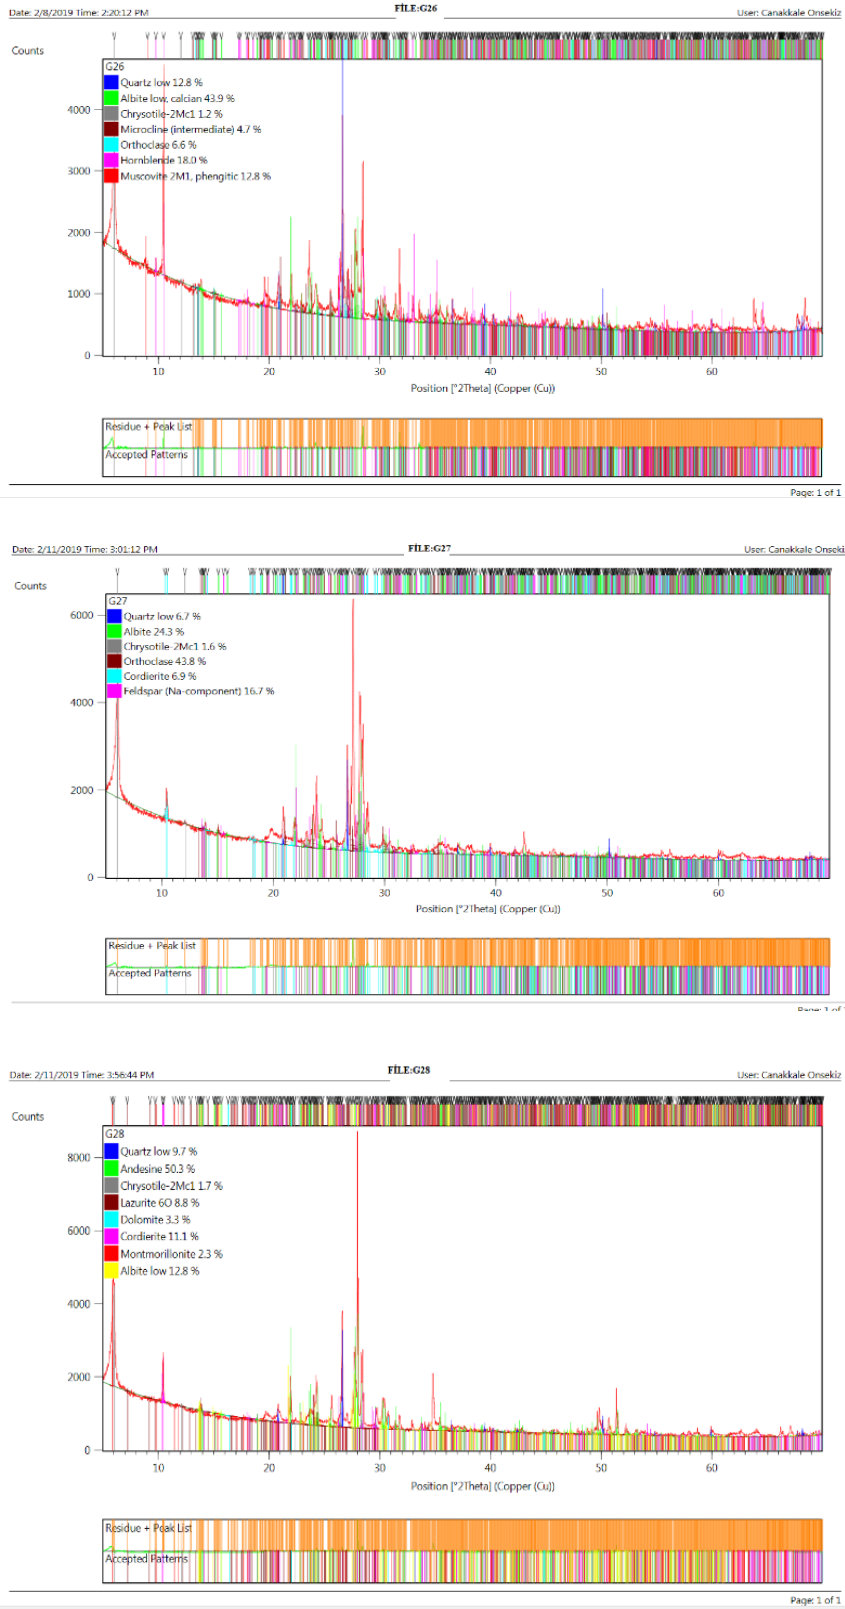 Date: 2/8/2019 Time: 2:20:12 PM FİLE:G26 User: Canakkale Onsekiz
Counts
G26
Quartz low 12.8 %
Albite low, calcian 43.9 %
Chrysotile-2Mc1 1.2 %
Microcline (intermediate) 4.7 %
Orthoclase 6.6 %
Hornblende 18.0 %
Muscovite 2M1, phengitic 12.8 %
4000
3000
2000
1000
0
10 20 30 40 50 60
Position [°2Theta] (Copper (Cu))
Residue + Peak List
Accepted Patterns
Page: 1 of 1
Date: 2/11/2019 Time: 3:01:12 PM FİLE:G27 User: Canakkale Onseki
Counts
G27
Quartz low 6.7 %
Albite 24.3 %
Chrysotile-2Mc1 1.6 %
Orthoclase 43.8 %
Cordierite 6.9 %
Feldspar (Na-component) 16.7 %
6000
4000
2000
0
10 20 30 40 50 60
Position [°2Theta] (Copper (Cu))
Residue + Peak List
Accepted Patterns
Page: 1 of
Date: 2/11/2019 Time: 3:56:44 PM FİLE:G28 User: Canakkale Onsekiz
Counts
G28
Quartz low 9.7 %
Andesine 50.3 %
Chrysotile-2Mc1 1.7 %
Lazurite 6O 8.8 %
Dolomite 3.3 %
Cordierite 11.1 %
Montmorillonite 2.3 %
Albite low 12.8 %
8000
6000
4000
2000
0
10 20 30 40 50 60
Position [°2Theta] (Copper (Cu))
Residue + Peak List
Accepted Patterns
Page: 1 of 1